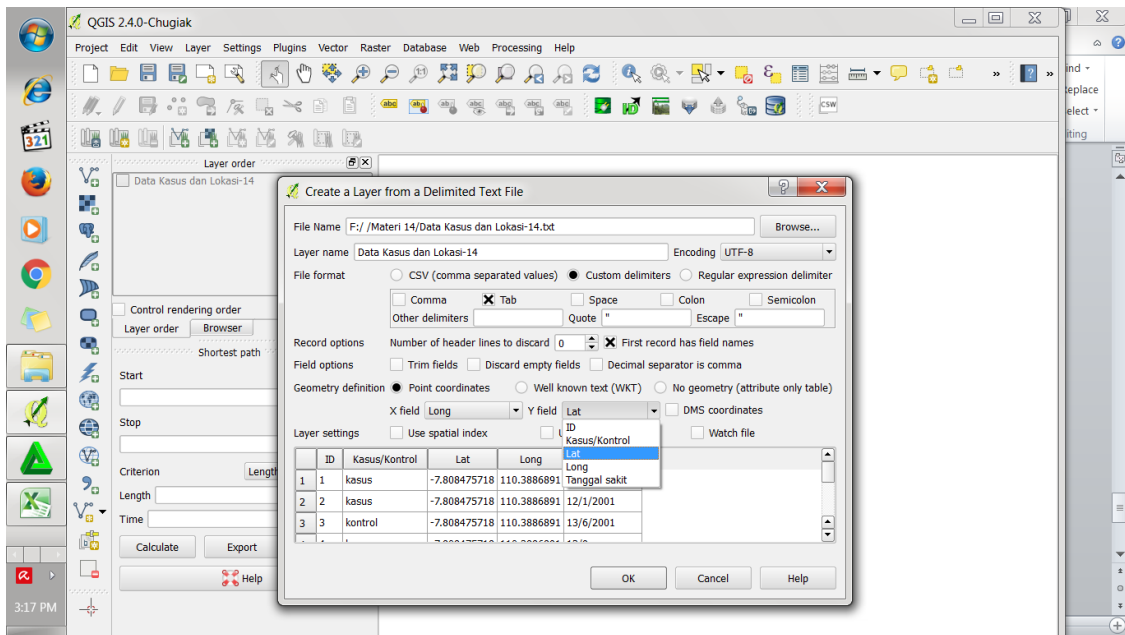 QGIS 2.4.0-Chugiak
Project Edit View Layer Settings Plugins Vector Raster Database Web Processing Help
ind
eplace
elect
iting
abc abc abc abc abc abc CSW
321
Layer order
Data Kasus dan Lokasi-14
Control rendering order
Layer order Browser
Shortest path
Start
Stop
Criterion Length
Length
Time
Calculate Export
Help
3:17 PM
Create a Layer from a Delimited Text File
File Name F:/ /Materi 14/Data Kasus dan Lokasi-14.txt Browse...
Layer name Data Kasus dan Lokasi-14 Encoding UTF-8
File format CSV (comma separated values) Custom delimiters Regular expression delimiter
Comma Tab Space Colon Semicolon
Other delimiters Quote " Escape "
Record options Number of header lines to discard 0 First record has field names
Field options Trim fields Discard empty fields Decimal separator is comma
Geometry definition Point coordinates Well known text (WKT) No geometry (attribute only table)
X field Long Y field Lat DMS coordinates
ID
Kasus/Kontrol
Lat
Long
Tanggal sakit
Layer settings Use spatial index Watch file
ID Kasus/Kontrol Lat Long
1 1 kasus -7.808475718 110.3886891
2 2 kasus -7.808475718 110.3886891 12/1/2001
3 3 kontrol -7.808475718 110.3886891 13/6/2001
OK Cancel Help